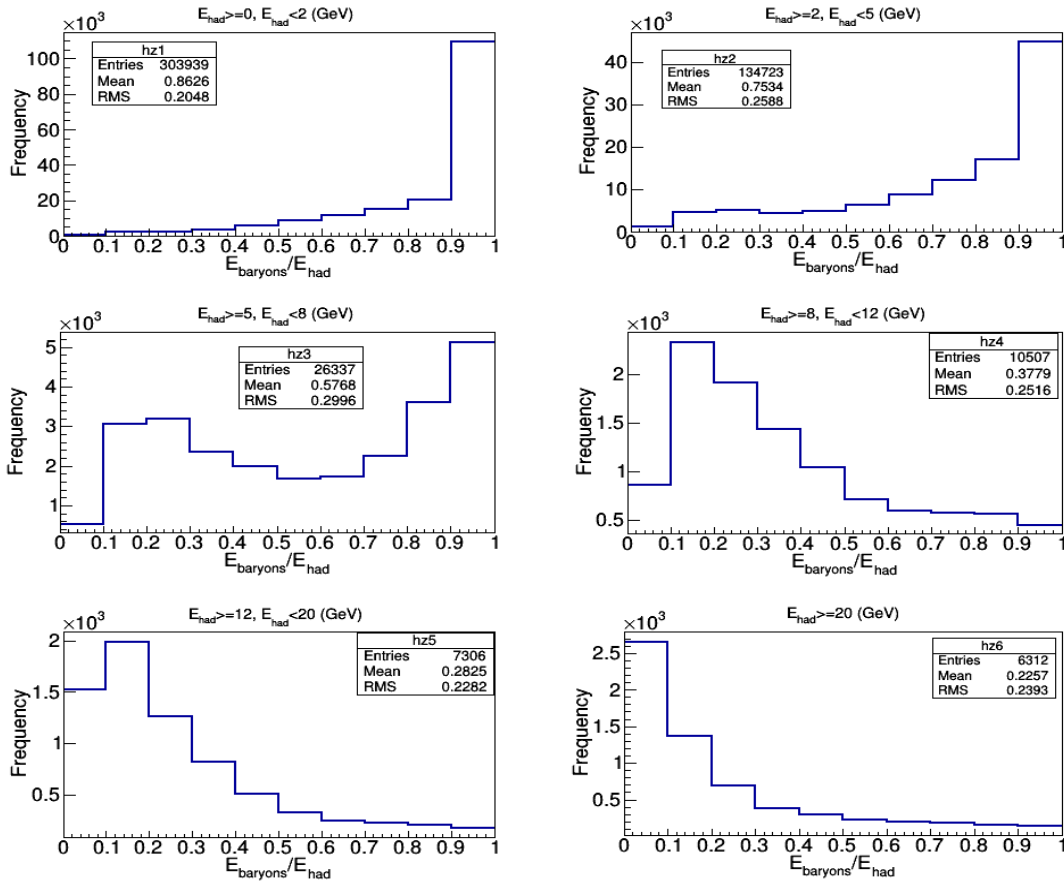 E_had>=0, E_had<2 (GeV)
×10³
hz1
Entries 303939
Mean 0.8626
RMS 0.2048
Frequency
100
80
60
40
20
0
0 0.1 0.2 0.3 0.4 0.5 0.6 0.7 0.8 0.9 1
E_baryons/E_had
E_had>=2, E_had<5 (GeV)
×10³
hz2
Entries 134723
Mean 0.7534
RMS 0.2588
Frequency
40
30
20
10
0
0 0.1 0.2 0.3 0.4 0.5 0.6 0.7 0.8 0.9 1
E_baryons/E_had
E_had>=5, E_had<8 (GeV)
×10³
hz3
Entries 26337
Mean 0.5768
RMS 0.2996
Frequency
5
4
3
2
1
0 0.1 0.2 0.3 0.4 0.5 0.6 0.7 0.8 0.9 1
E_baryons/E_had
E_had>=8, E_had<12 (GeV)
×10³
hz4
Entries 10507
Mean 0.3779
RMS 0.2516
Frequency
2
1.5
1
0.5
0 0.1 0.2 0.3 0.4 0.5 0.6 0.7 0.8 0.9 1
E_baryons/E_had
E_had>=12, E_had<20 (GeV)
×10³
hz5
Entries 7306
Mean 0.2825
RMS 0.2282
Frequency
2
1.5
1
0.5
0 0.1 0.2 0.3 0.4 0.5 0.6 0.7 0.8 0.9 1
E_baryons/E_had
E_had>=20 (GeV)
×10³
hz6
Entries 6312
Mean 0.2257
RMS 0.2393
Frequency
2.5
2
1.5
1
0.5
0 0.1 0.2 0.3 0.4 0.5 0.6 0.7 0.8 0.9 1
E_baryons/E_had